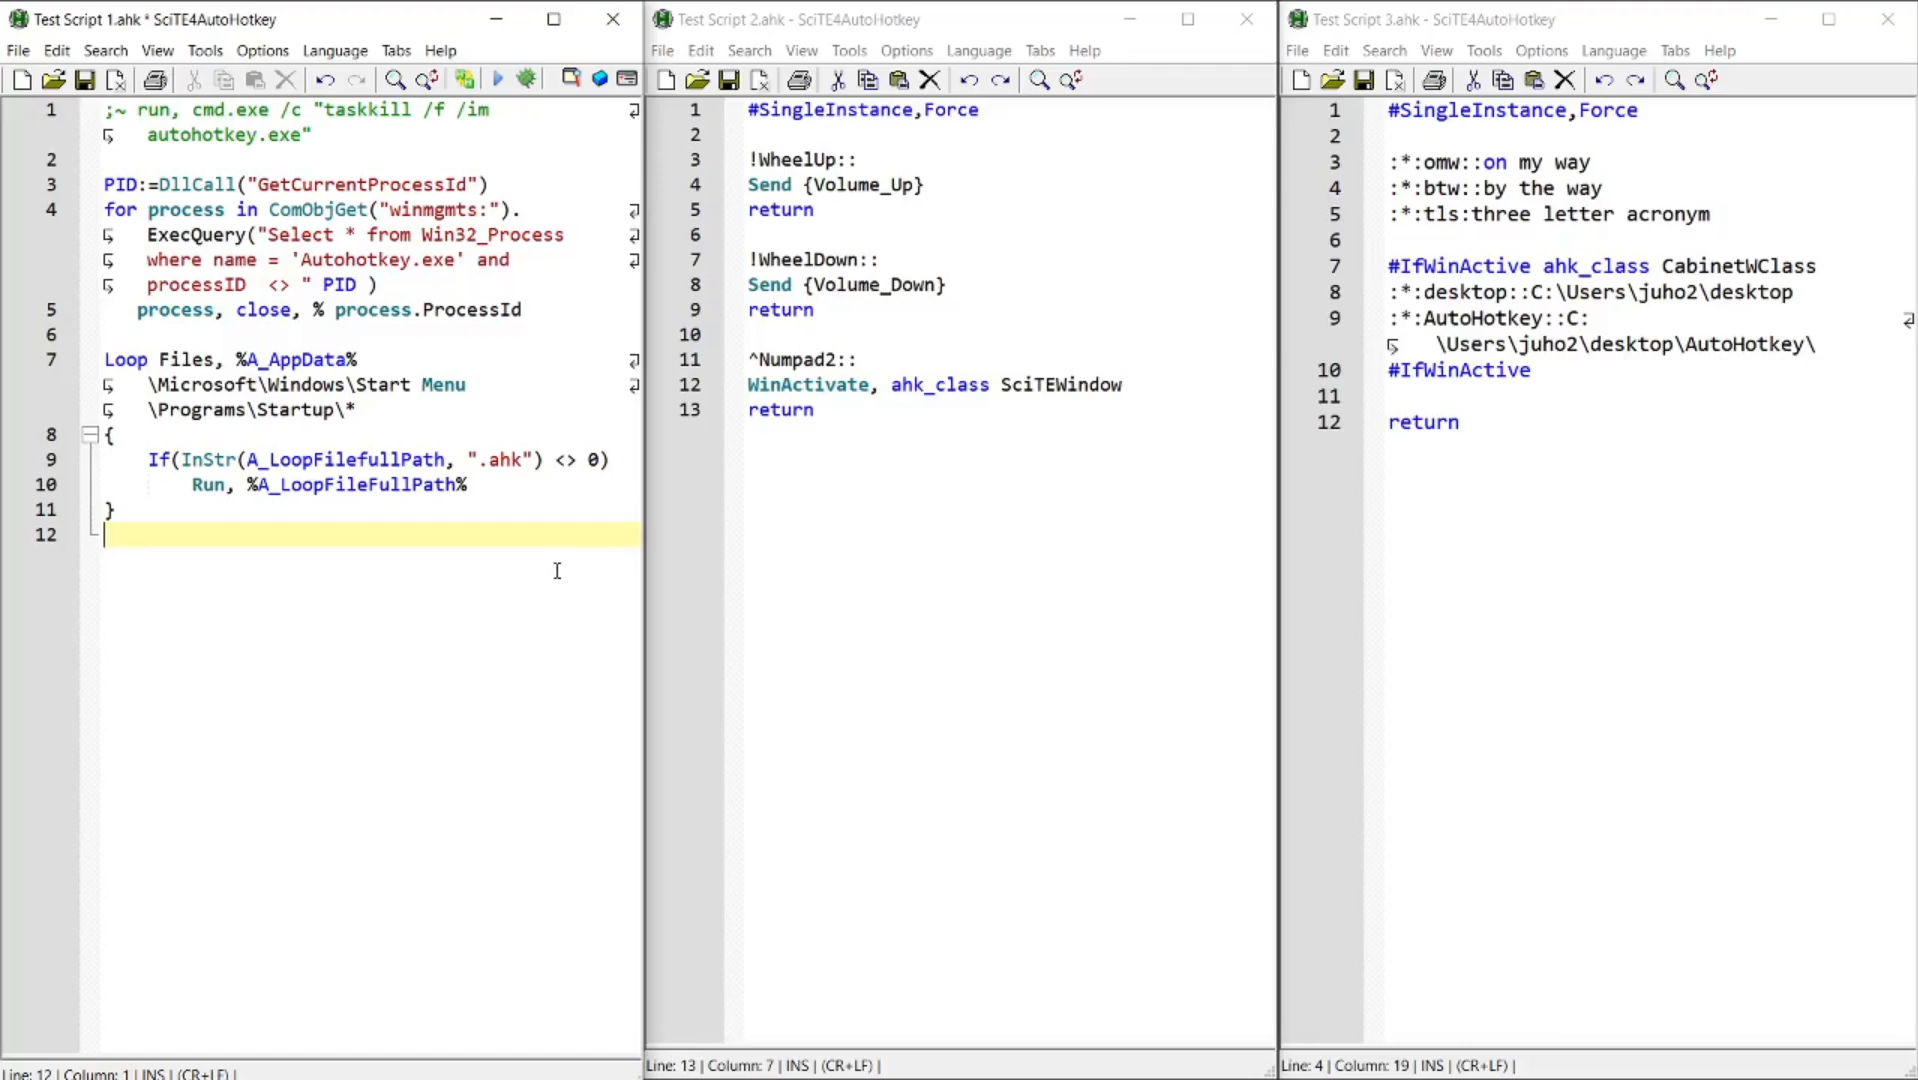 Test Script 1.ahk * SciTE4AutoHotkey
File Edit Search View Tools Options Language Tabs Help
1 ;~ run, cmd.exe /c "taskkill /f /im
autohotkey.exe"
2
3 PID:=DllCall("GetCurrentProcessId")
4 for process in ComObjGet("winmgmts:").
ExecQuery("Select * from Win32_Process
where name = 'Autohotkey.exe' and
processID  <> " PID )
5 process, close, % process.ProcessId
6
7 Loop Files, %A_AppData%
\Microsoft\Windows\Start Menu
\Programs\Startup\*
8 {
9 If(InStr(A_LoopFilefullPath, ".ahk") <> 0)
10 Run, %A_LoopFileFullPath%
11 }
12
Line: 12 | Column: 1 | INS | (CR+LF) |
Test Script 2.ahk - SciTE4AutoHotkey
File Edit Search View Tools Options Language Tabs Help
1 #SingleInstance,Force
2
3 !WheelUp::
4 Send {Volume_Up}
5 return
6
7 !WheelDown::
8 Send {Volume_Down}
9 return
10
11 ^Numpad2::
12 WinActivate, ahk_class SciTEWindow
13 return
Line: 13 | Column: 7 | INS | (CR+LF) |
Test Script 3.ahk - SciTE4AutoHotkey
File Edit Search View Tools Options Language Tabs Help
1 #SingleInstance,Force
2
3 :*:omw::on my way
4 :*:btw::by the way
5 :*:tls:three letter acronym
6
7 #IfWinActive ahk_class CabinetWClass
8 :*:desktop::C:\Users\juho2\desktop
9 :*:AutoHotkey::C:
\Users\juho2\desktop\AutoHotkey\
10 #IfWinActive
11
12 return
Line: 4 | Column: 19 | INS | (CR+LF) |